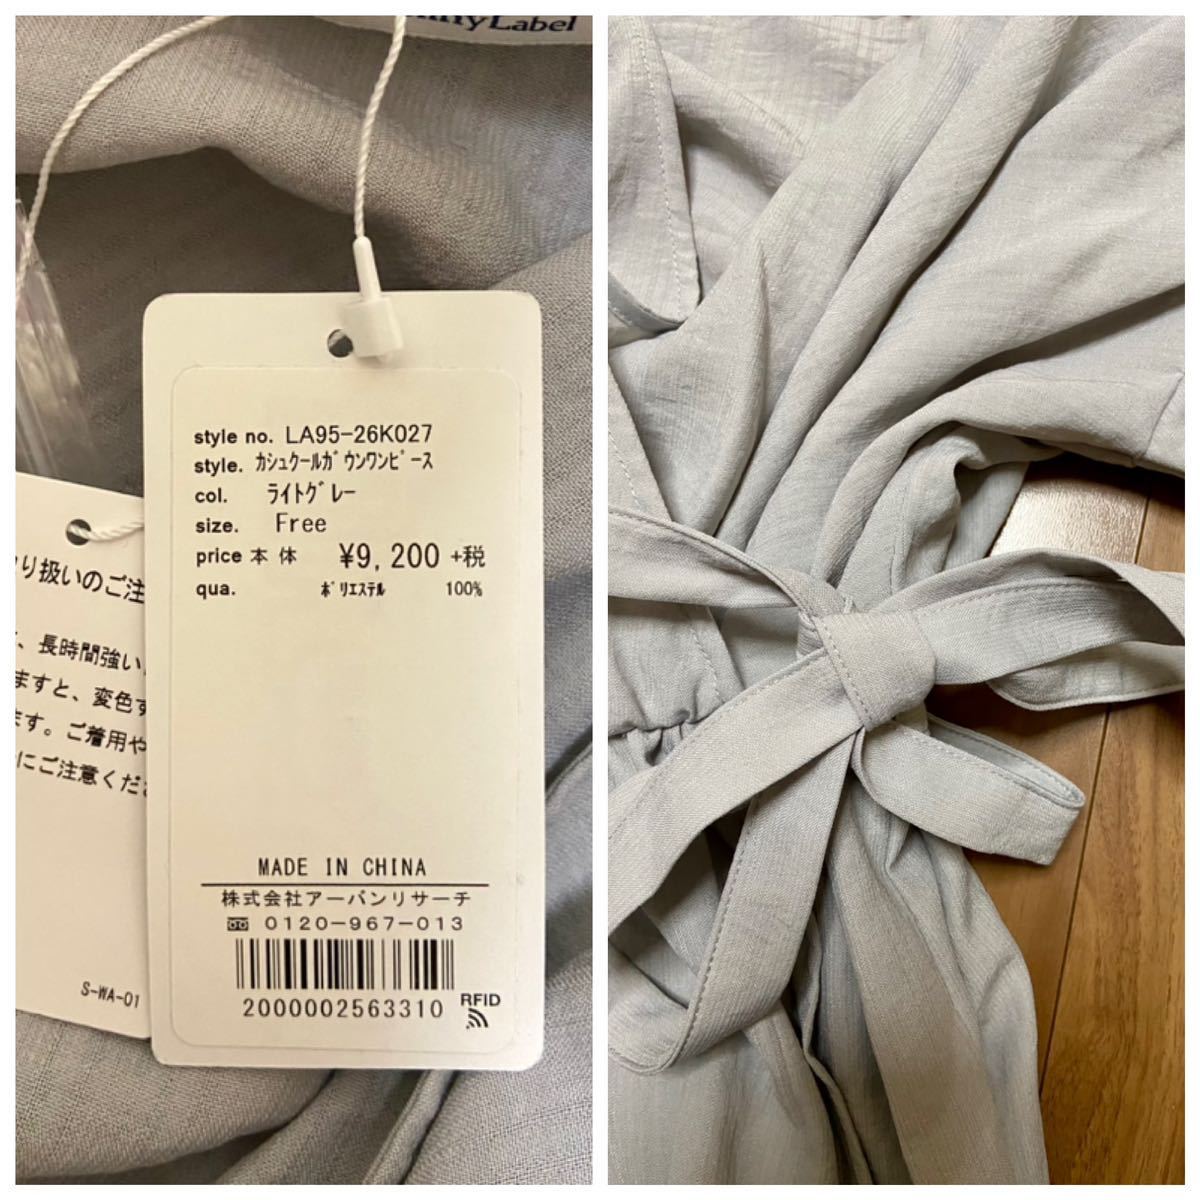 Label
style no. LA95-26K027
style. ｶｼｭｸｰﾙｶﾞｳﾝﾜﾝﾋﾟｰｽ
col. ﾗｲﾄｸﾞﾚｰ
size. Free
price 本体 ¥9,200 +税
qua. ﾎﾟﾘｴｽﾃﾙ 100%
MADE IN CHINA
株式会社アーバンリサーチ
0120-967-013
2000002563310
RFID
り扱いのご注
、長時間強い
ますと、変色す
ます。ご着用や
にご注意くださ
S-WA-01